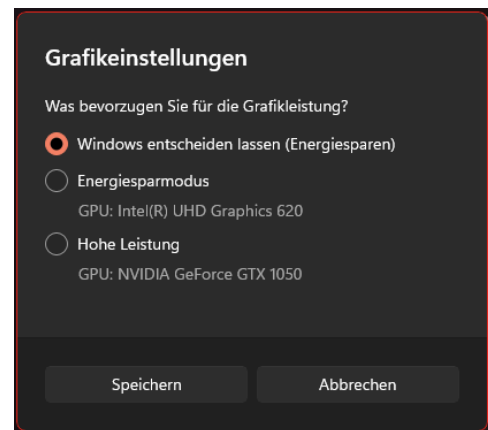 Grafikeinstellungen
Was bevorzugen Sie für die Grafikleistung?
Windows entscheiden lassen (Energiesparen)
Energiesparmodus
GPU: Intel(R) UHD Graphics 620
Hohe Leistung
GPU: NVIDIA GeForce GTX 1050
Speichern
Abbrechen